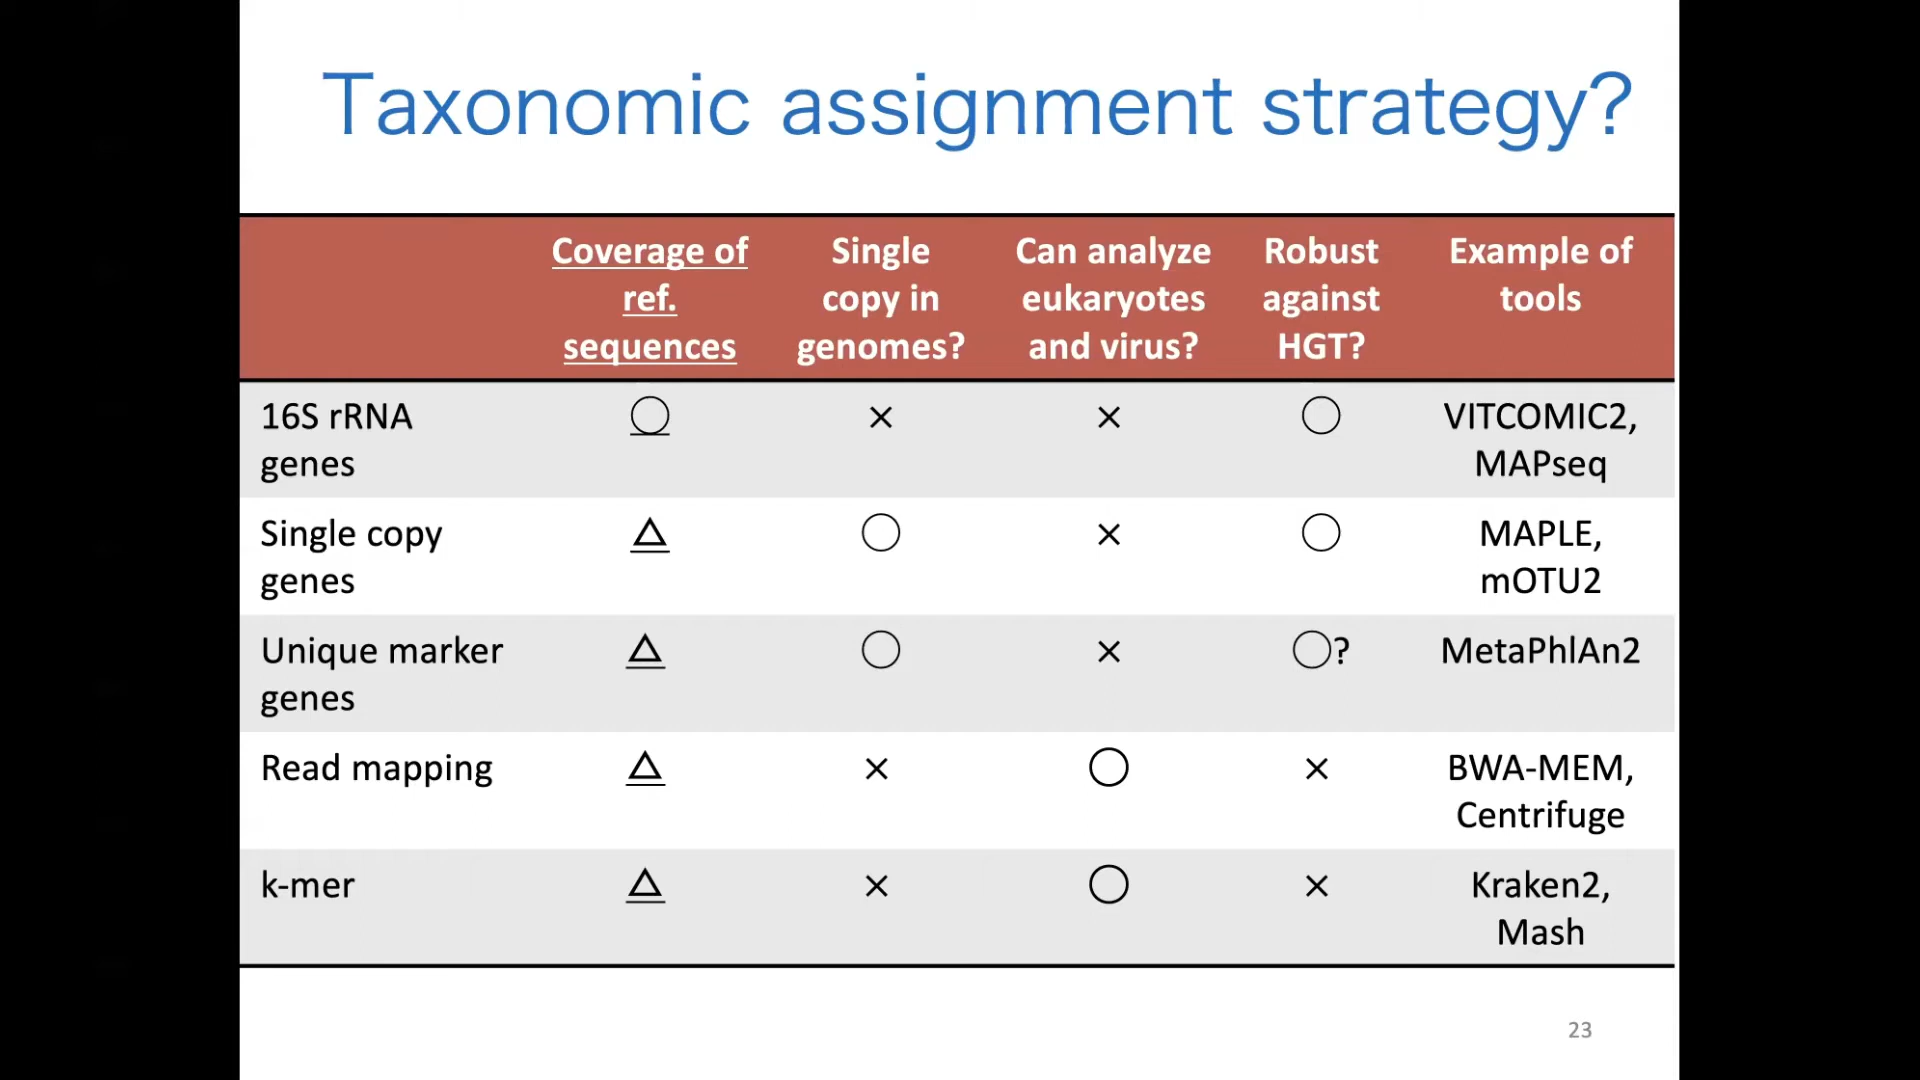 Taxonomic assignment strategy?
Coverage of ref. sequences
Single copy in genomes?
Can analyze eukaryotes and virus?
Robust against HGT?
Example of tools
16S rRNA genes
○ × × ○
VITCOMIC2, MAPseq
Single copy genes
△ ○ × ○
MAPLE, mOTU2
Unique marker genes
△ ○ × ○?
MetaPhlAn2
Read mapping
△ × ○ ×
BWA-MEM, Centrifuge
k-mer
△ × ○ ×
Kraken2, Mash
23